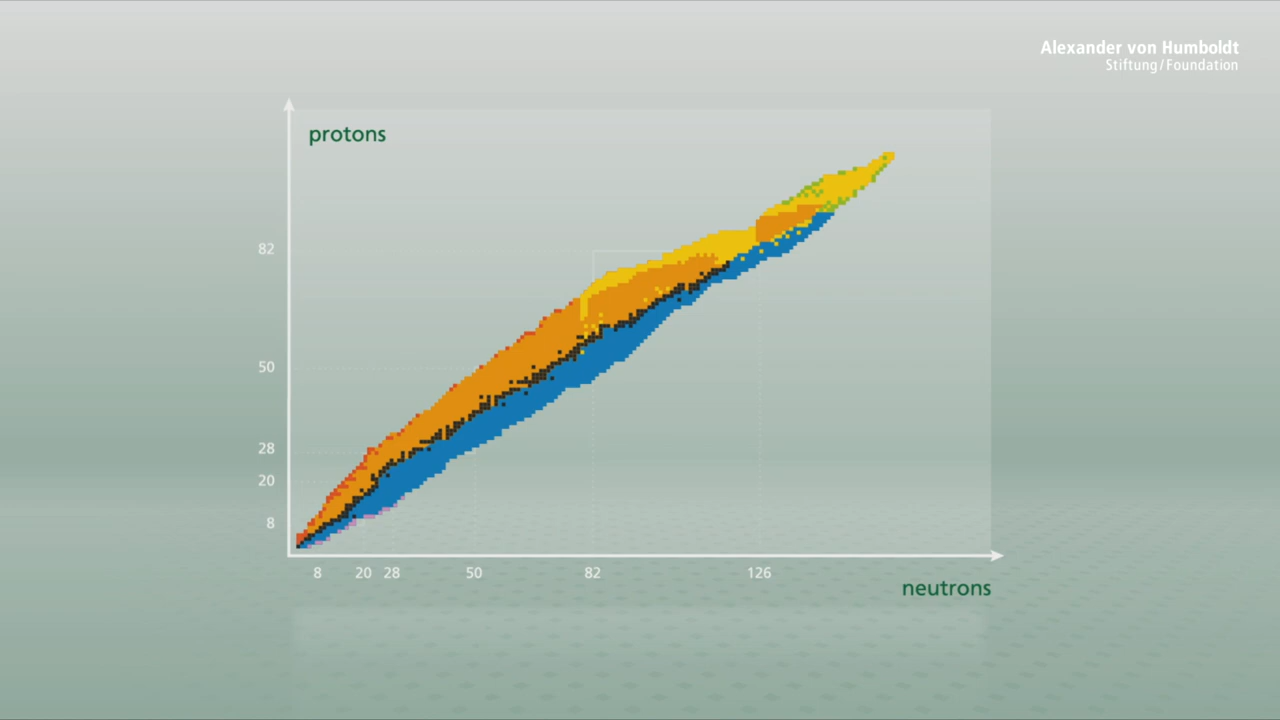 Alexander von Humboldt
Stiftung/Foundation
protons
82
50
28
20
8
8 20 28 50 82 126
neutrons